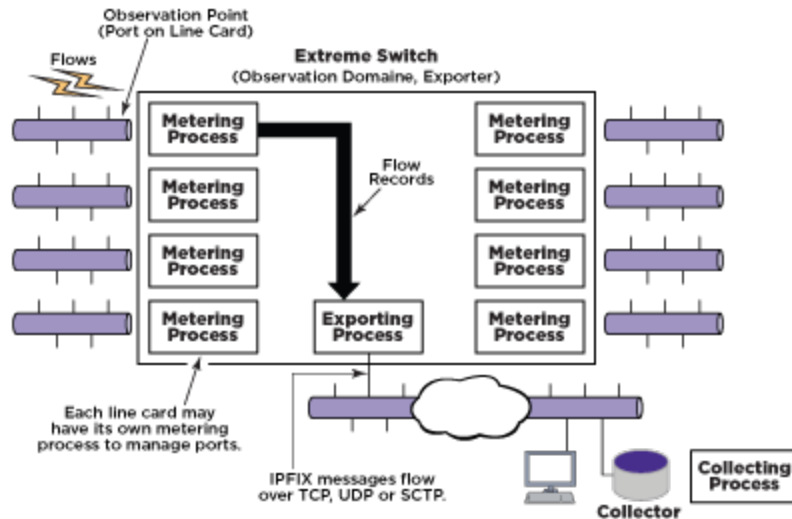 Observation Point
(Port on Line Card)
Flows
Extreme Switch
(Observation Domaine, Exporter)
Metering
Process
Metering
Process
Flow
Records
Metering
Process
Metering
Process
Metering
Process
Metering
Process
Metering
Process
Exporting
Process
Metering
Process
Each line card may
have its own metering
process to manage ports.
IPFIX messages flow
over TCP, UDP or SCTP.
Collector
Collecting
Process